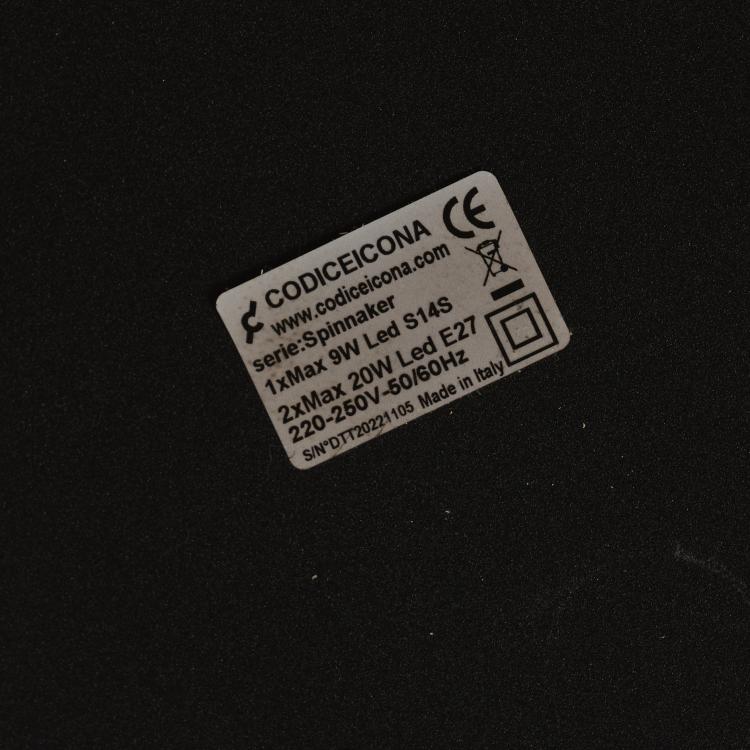 CODICEICONA
www.codiceicona.com
serie:Spinnaker
1xMax 9W Led S14S
2xMax 20W Led E27
220-250V-50/60Hz
S/N°DTT20221105 Made in Italy
CE